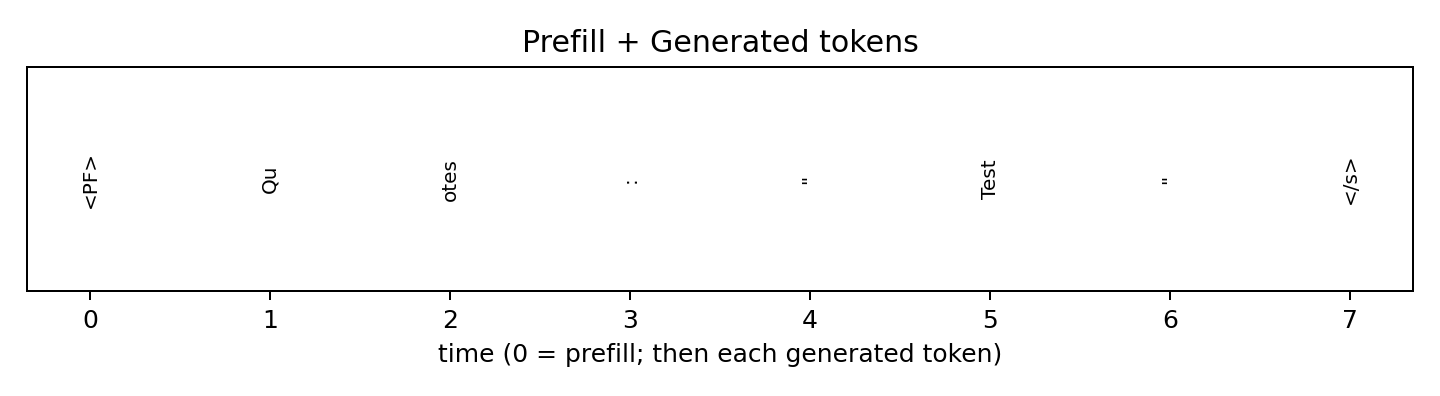 Prefill + Generated tokens
<PF> Qu otes : " Test " </s>
0 1 2 3 4 5 6 7
time (0 = prefill; then each generated token)